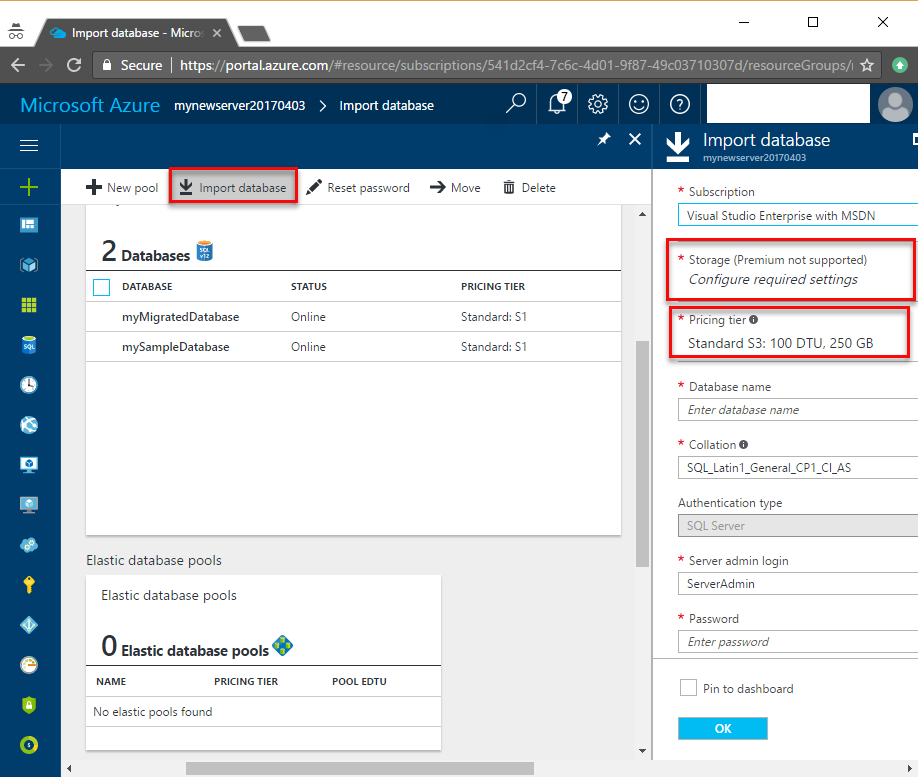 Import database - Micros
Secure
https://portal.azure.com/#resource/subscriptions/541d2cf4-7c6c-4d01-9f87-49c03710307d/resourceGroups/
Microsoft Azure mynewserver20170403 > Import database
7
?
Import database
mynewserver20170403
New pool Import database Reset password Move Delete
2 Databases
SQL v12
DATABASE STATUS PRICING TIER
myMigratedDatabase Online Standard: S1
mySampleDatabase Online Standard: S1
SQL
Elastic database pools
Elastic database pools
0 Elastic database pools
NAME PRICING TIER POOL EDTU
No elastic pools found
* Subscription
Visual Studio Enterprise with MSDN
* Storage (Premium not supported)
Configure required settings
* Pricing tier
Standard S3: 100 DTU, 250 GB
* Database name
Enter database name
* Collation
SQL_Latin1_General_CP1_CI_AS
Authentication type
SQL Server
* Server admin login
ServerAdmin
* Password
Enter password
Pin to dashboard
OK